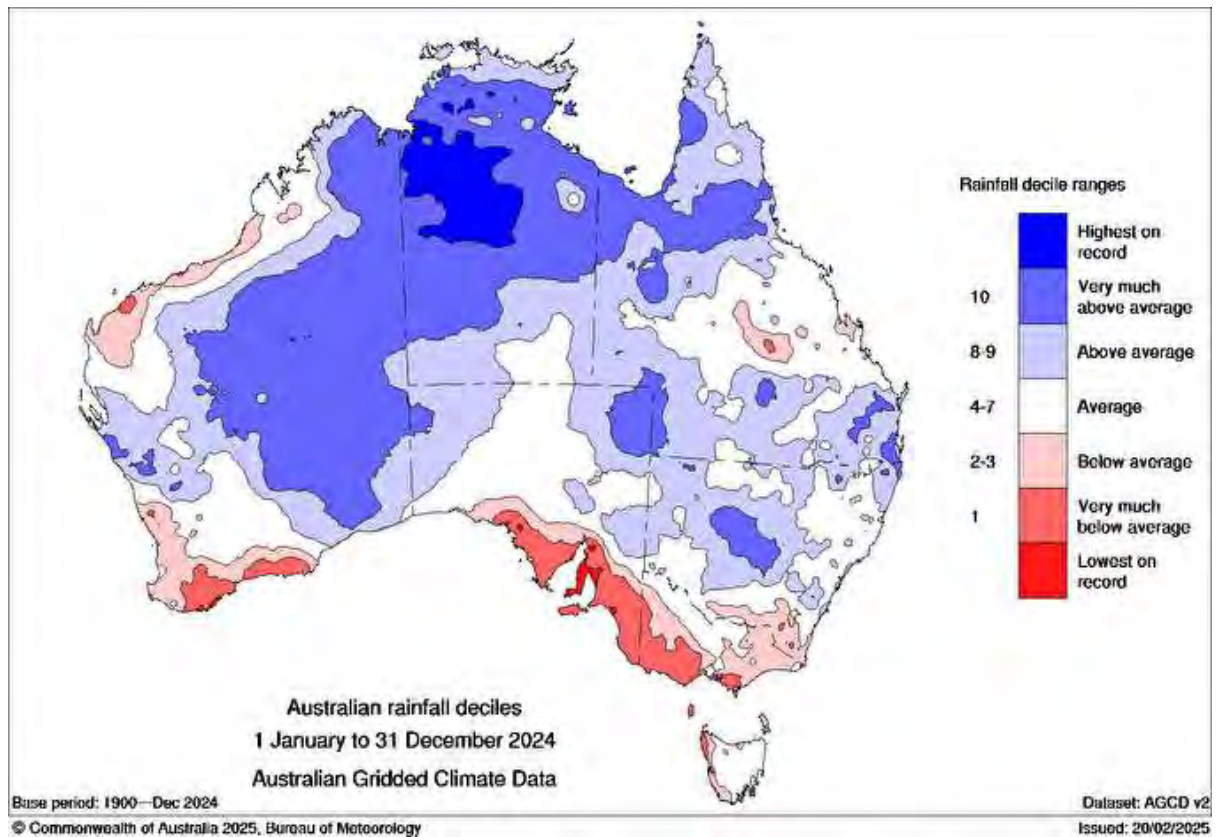 Rainfall decile ranges
Highest on
record
10
Very much
above average
8-9
Above average
4-7
Average
2-3
Below average
1
Very much
below average
Lowest on
record
Australian rainfall deciles
1 January to 31 December 2024
Australian Gridded Climate Data
Base period: 1900—Dec 2024
Dataset: AGCD v2
© Commonwealth of Australia 2025, Bureau of Meteorology
Issued: 20/02/2025